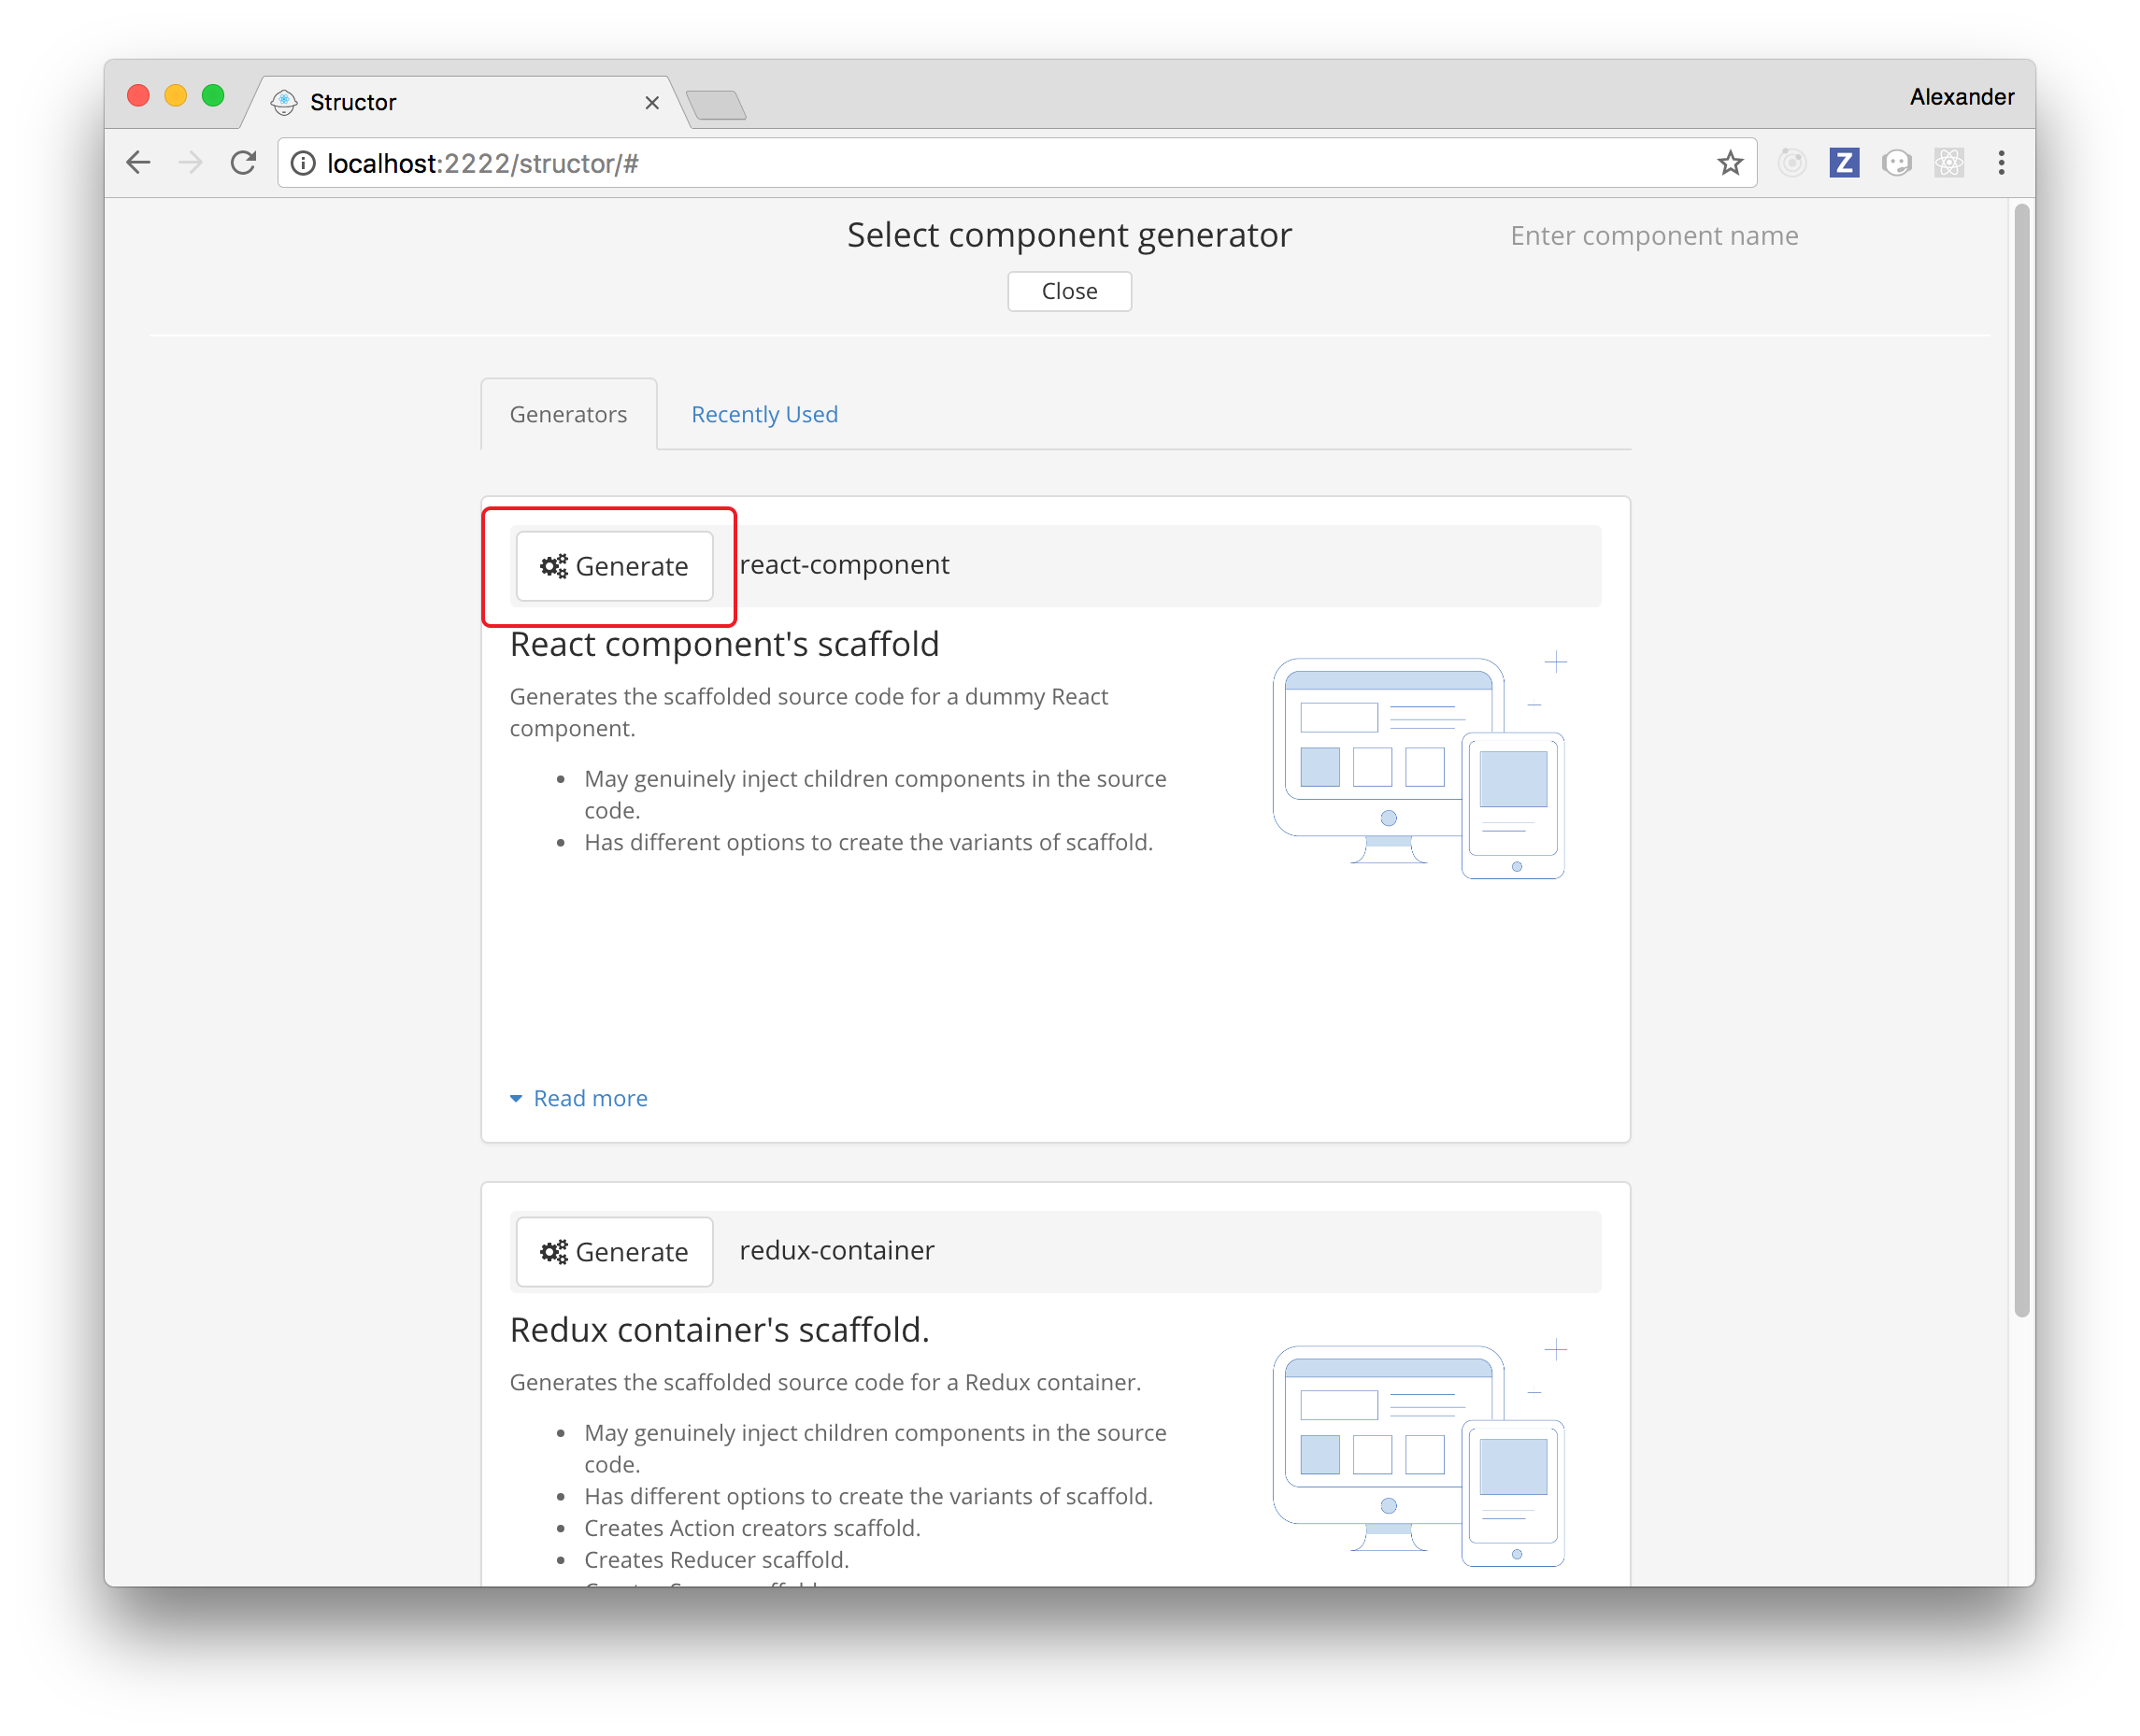 Structor
Alexander
localhost:2222/structor/#
Z
Select component generator
Enter component name
Close
Generators
Recently Used
Generate
react-component
React component's scaffold
Generates the scaffolded source code for a dummy React
component.
• May genuinely inject children components in the source
code.
• Has different options to create the variants of scaffold.
Read more
Generate
redux-container
Redux container's scaffold.
Generates the scaffolded source code for a Redux container.
• May genuinely inject children components in the source
code.
• Has different options to create the variants of scaffold.
• Creates Action creators scaffold.
• Creates Reducer scaffold.